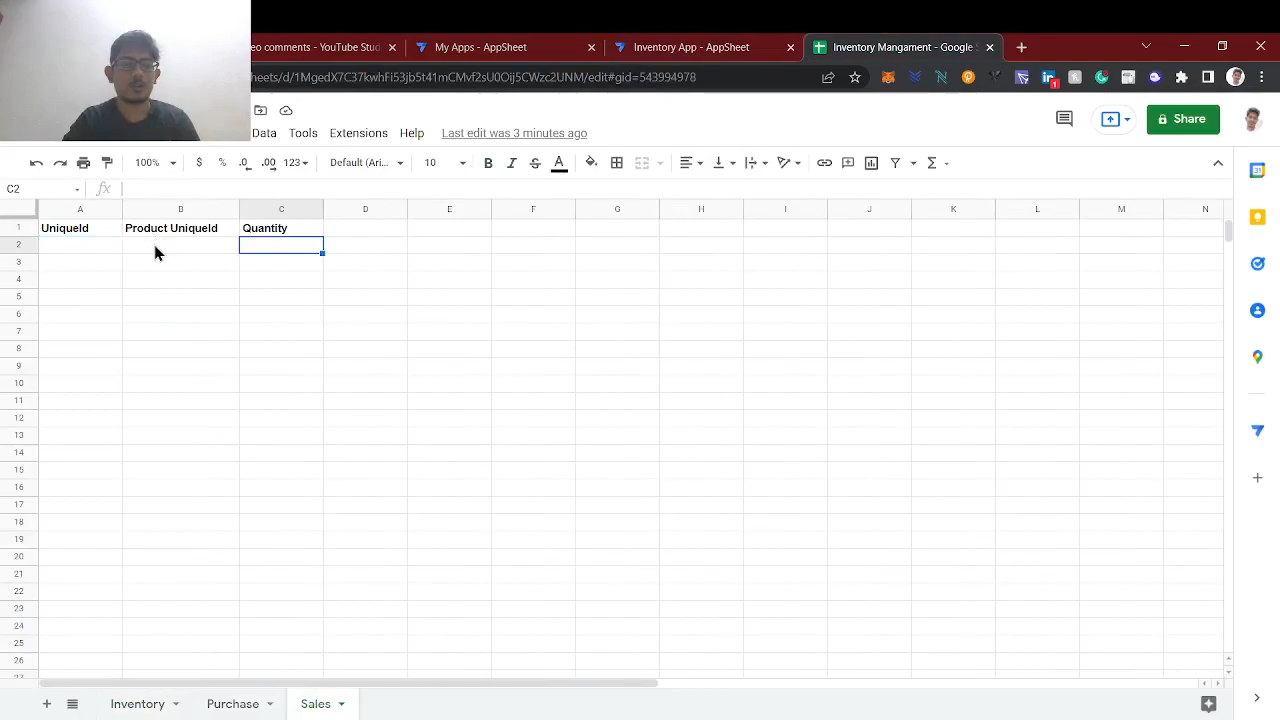 eo comments - YouTube Stud
My Apps - AppSheet
Inventory App - AppSheet
Inventory Mangament - Google S
eets/d/1MgedX7C37kwhFi53jb5t41mCMvf2sU0Oij5CWzc2UNM/edit#gid=543994978
1
Data Tools Extensions Help Last edit was 3 minutes ago
Share
100% $ % .0 .00 123 Default (Ari... 10 B I S A
C2 fx
A B C D E F G H I J K L M N
1 UniqueId Product UniqueId Quantity
2
3
4
5
6
7
8
9
10
11
12
13
14
15
16
17
18
19
20
21
22
23
24
25
26
Inventory Purchase Sales
31